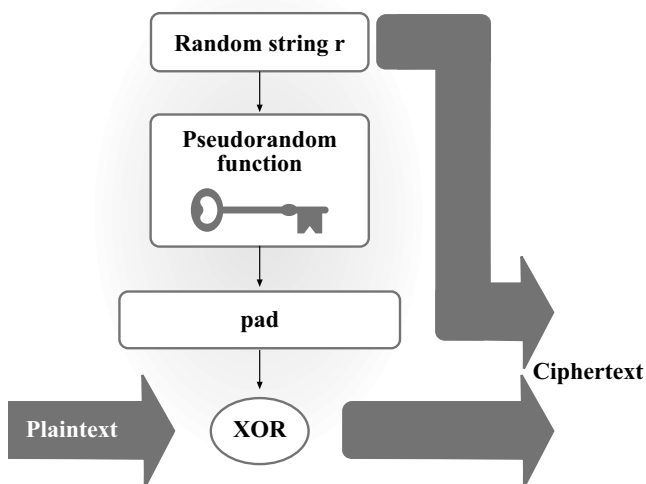 Random string r
Pseudorandom
function
pad
Ciphertext
Plaintext
XOR